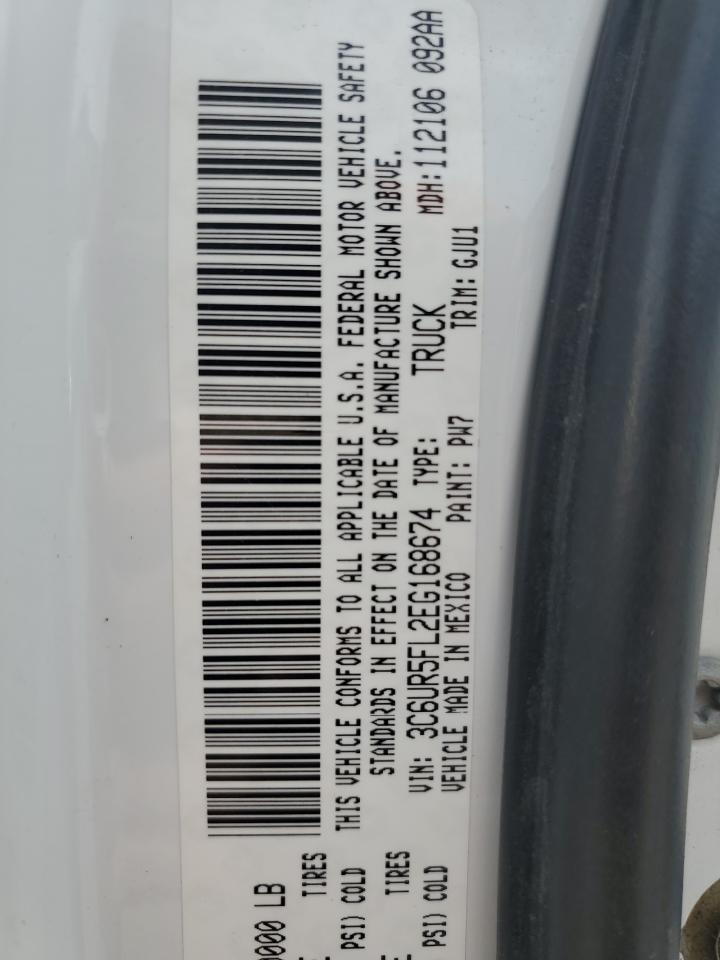 0000 LB
TIRES
PSI) COLD
TIRES
PSI) COLD
THIS VEHICLE CONFORMS TO ALL APPLICABLE U.S.A. FEDERAL MOTOR VEHICLE SAFETY
STANDARDS IN EFFECT ON THE DATE OF MANUFACTURE SHOWN ABOVE.
VIN: 3C6UR5FL2EG168674 TYPE: TRUCK MDH:112106 092AA
VEHICLE MADE IN MEXICO PAINT: PW7 TRIM: GJU1